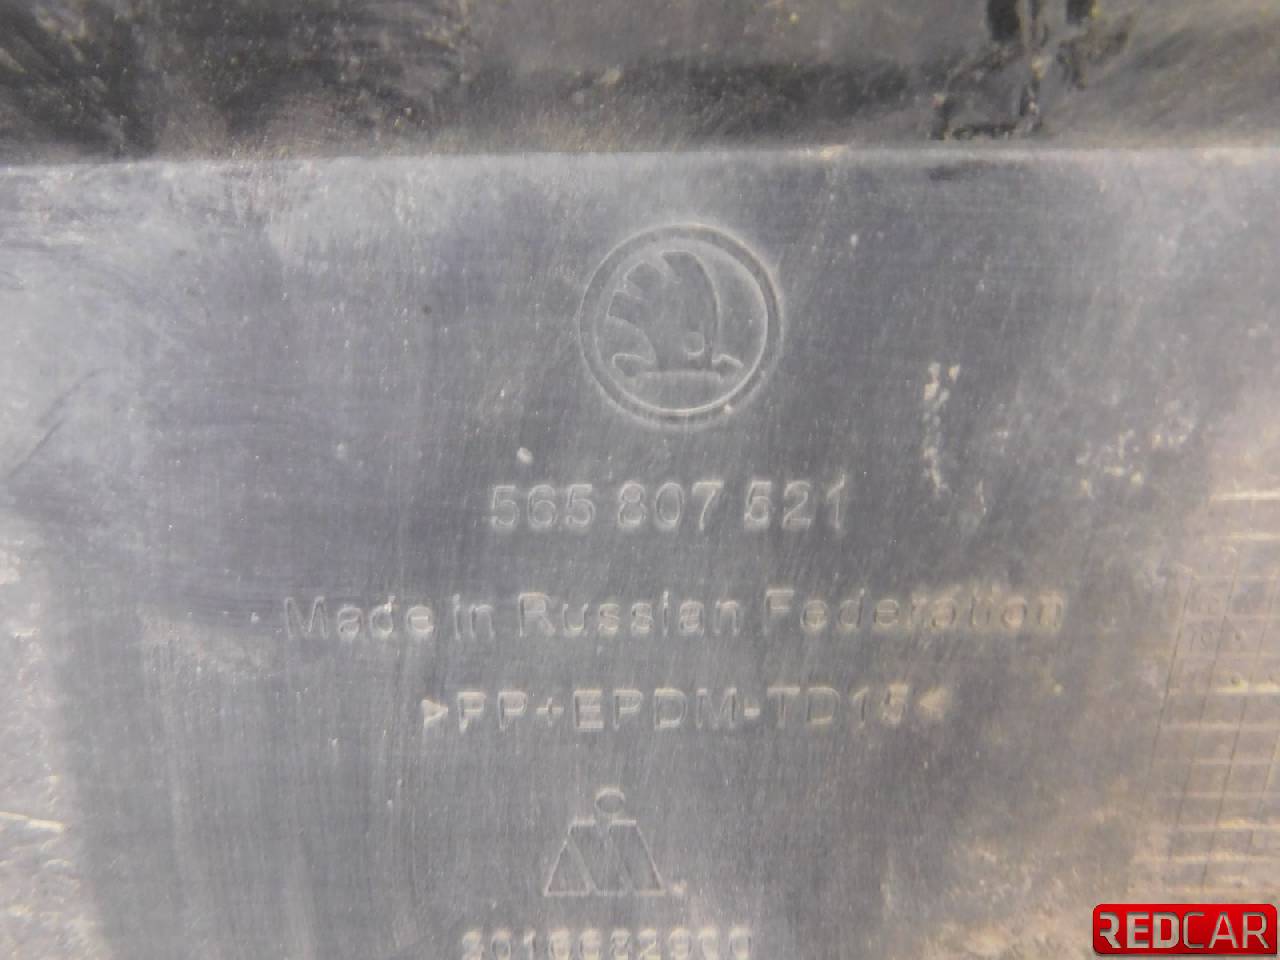 565 807 521
Made in Russian Federation
>PP+EPDM-TD15<
REDCAR